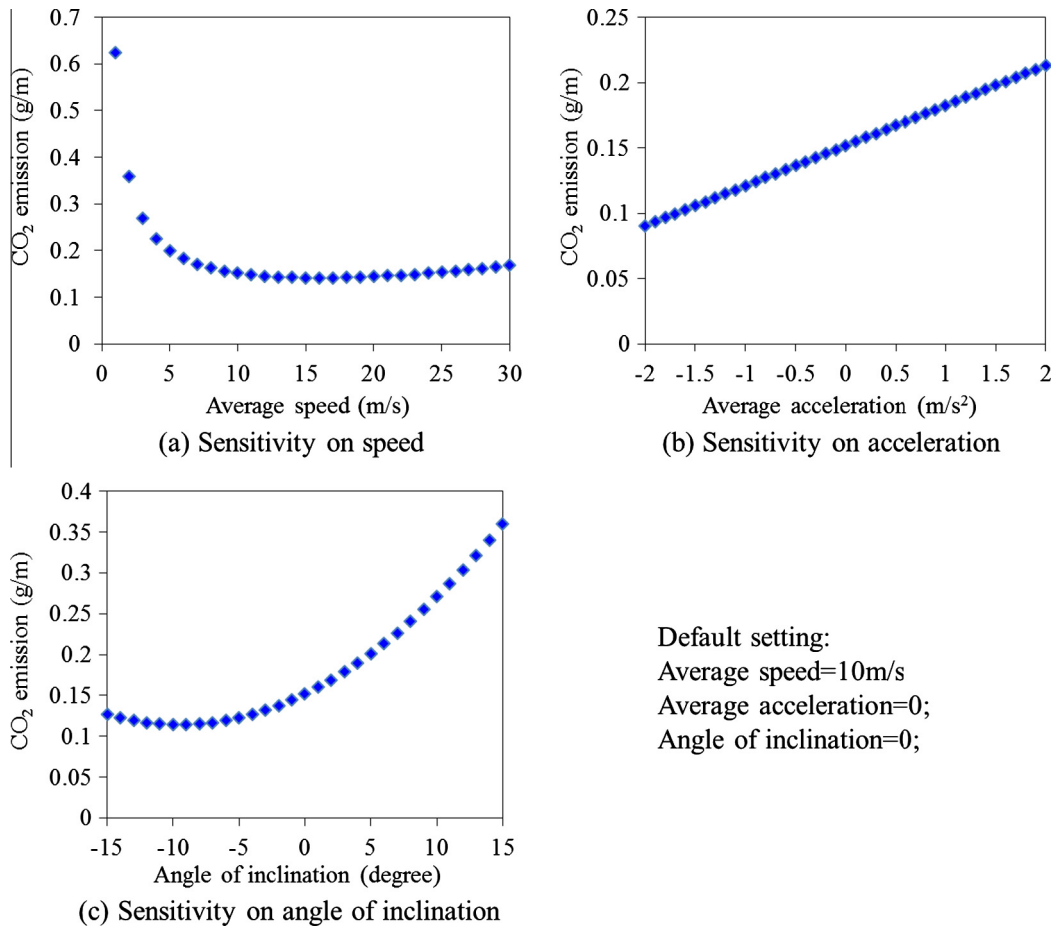 0.7
0.6
0.5
0.4
0.3
0.2
0.1
0
CO₂ emission (g/m)
0 5 10 15 20 25 30
Average speed (m/s)
(a) Sensitivity on speed
0.25
0.2
0.15
0.1
0.05
0
CO₂ emission (g/m)
-2 -1.5 -1 -0.5 0 0.5 1 1.5 2
Average acceleration (m/s²)
(b) Sensitivity on acceleration
0.4
0.35
0.3
0.25
0.2
0.15
0.1
0.05
0
CO₂ emission (g/m)
-15 -10 -5 0 5 10 15
Angle of inclination (degree)
(c) Sensitivity on angle of inclination
Default setting:
Average speed=10m/s
Average acceleration=0;
Angle of inclination=0;